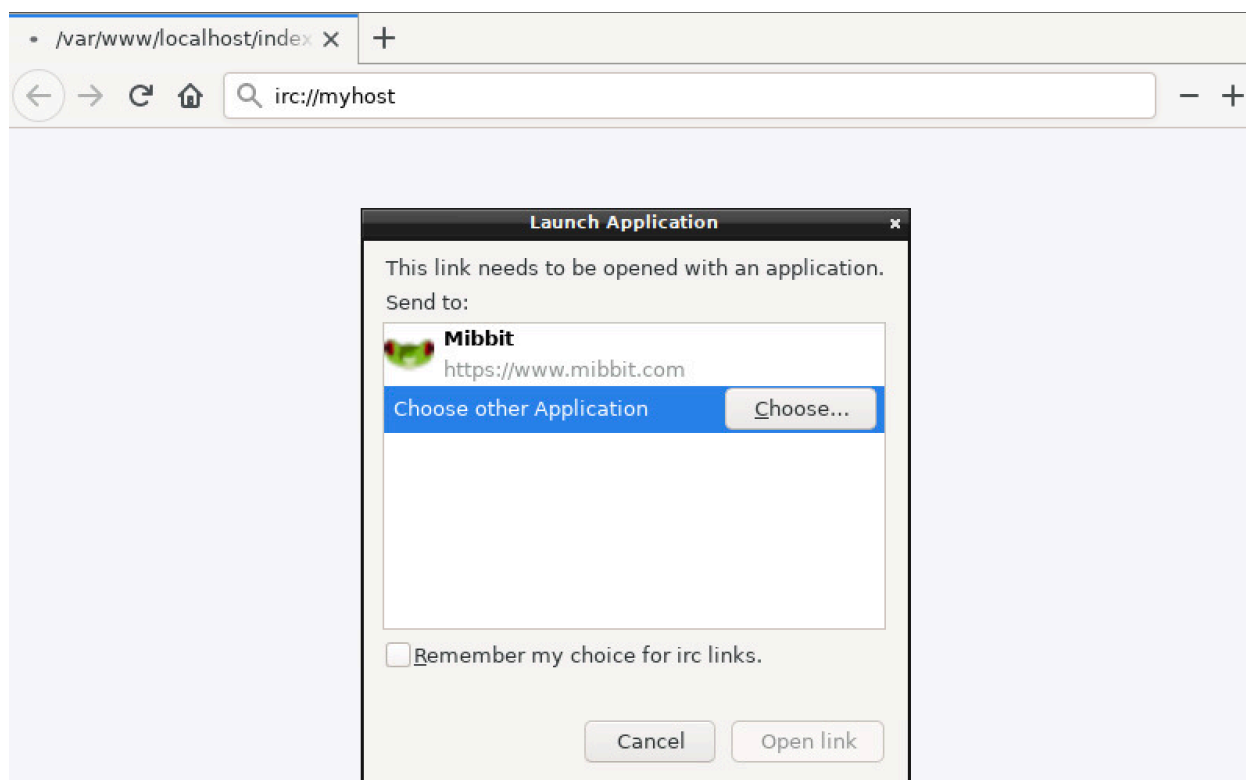 /var/www/localhost/index
irc://myhost
Launch Application
This link needs to be opened with an application.
Send to:
Mibbit
https://www.mibbit.com
Choose other Application Choose...
Remember my choice for irc links.
Cancel Open link